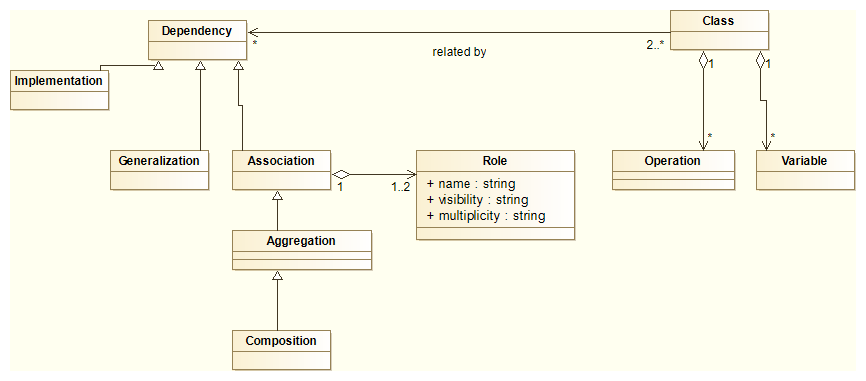 Dependency
Class
*
related by
2..*
Implementation
1
1
*
*
Generalization
Association
Role
Operation
Variable
1
1..2
+ name : string
+ visibility : string
+ multiplicity : string
Aggregation
Composition